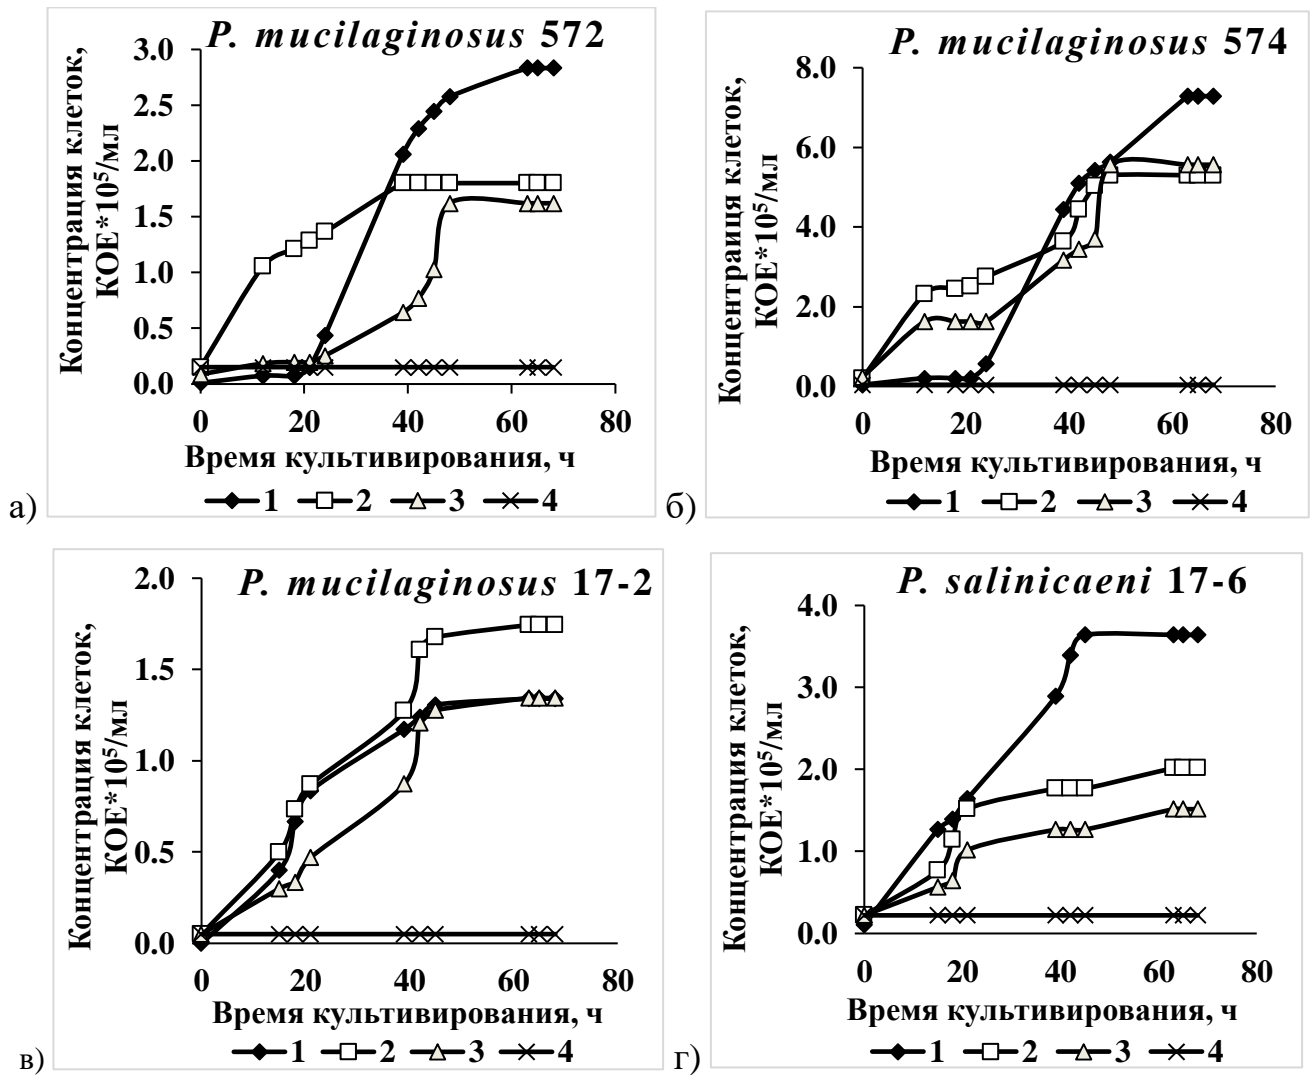 P. mucilaginosus 572
Концентрация клеток,
КОЕ*10⁵/мл
3.0
2.5
2.0
1.5
1.0
0.5
0.0
0 20 40 60 80
Время культивирования, ч
1 2 3 4
а)
P. mucilaginosus 574
Концентраиця клеток,
КОЕ*10⁵/мл
8.0
6.0
4.0
2.0
0.0
0 20 40 60 80
Время культивирования, ч
1 2 3 4
б)
P. mucilaginosus 17-2
Концентрация клеток,
КОЕ*10⁵/мл
2.0
1.5
1.0
0.5
0.0
0 20 40 60 80
Время культивирования, ч
1 2 3 4
в)
P. salinicaeni 17-6
Концентрация клеток,
КОЕ*10⁵/мл
4.0
3.0
2.0
1.0
0.0
0 20 40 60 80
Время культивирования, ч
1 2 3 4
г)